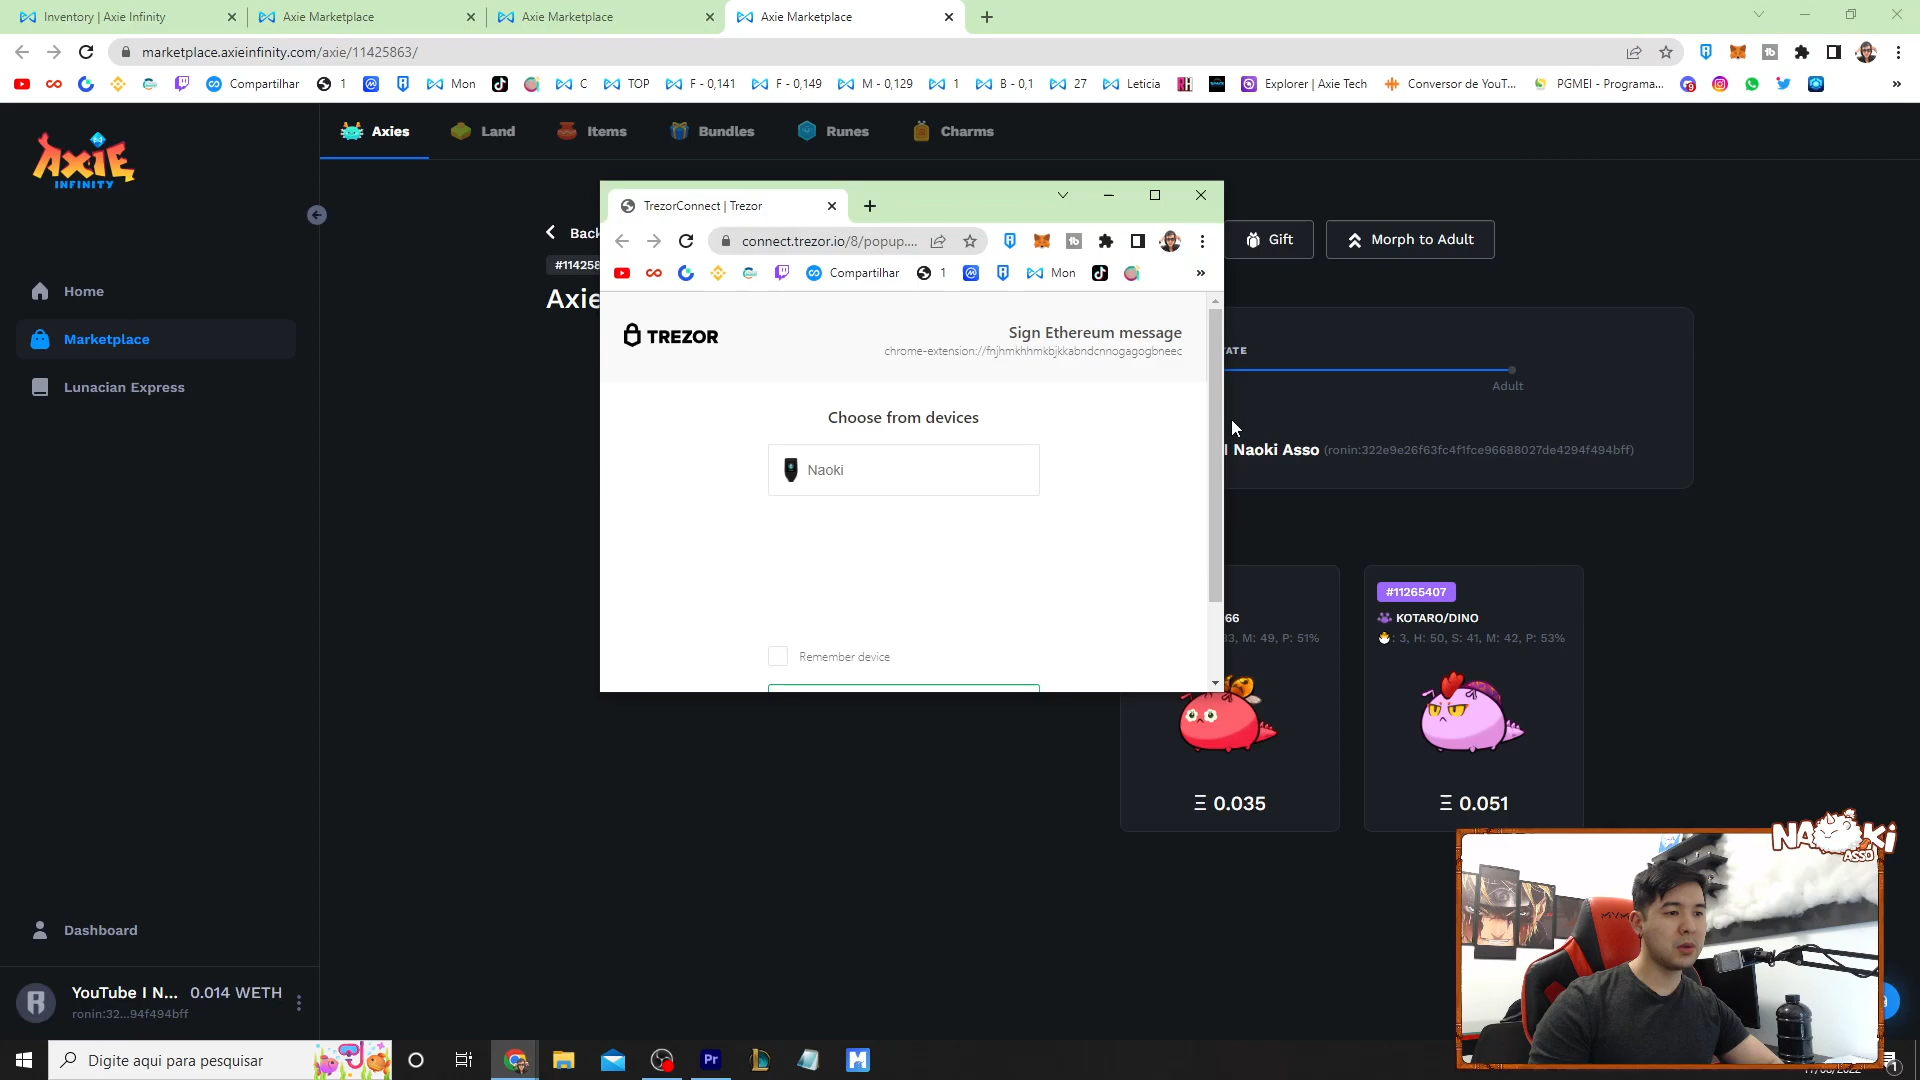 Inventory | Axie Infinity
Axie Marketplace
Axie Marketplace
Axie Marketplace
marketplace.axieinfinity.com/axie/11425863/
Compartilhar
1
Mon
C
TOP
F - 0,141
F - 0,149
M - 0,129
1
B - 0,1
27
Leticia
Explorer | Axie Tech
Conversor de YouT...
PGMEI - Programa...
»
AXIE
INFINITY
Axies
Land
Items
Bundles
Runes
Charms
Home
Marketplace
Lunacian Express
Back
#114258
Axie
Gift
Morph to Adult
TrezorConnect | Trezor
connect.trezor.io/8/popup....
Compartilhar
1
Mon
»
TREZOR
Sign Ethereum message
chrome-extension://fnjhmkhhmkbjkkabndcnnogagogbneec
Choose from devices
Naoki
Remember device
ATE
Adult
Naoki Asso (ronin:322e9e26f63fc4f1fce96688027de4294f494bff)
66
03, M: 49, P: 51%
Ξ 0.035
#11265407
KOTARO/DINO
: 3, H: 50, S: 41, M: 42, P: 53%
Ξ 0.051
NAOKi
ASSO
Dashboard
YouTube I N... 0.014 WETH
ronin:32...94f494bff
Digite aqui para pesquisar
Pr
1